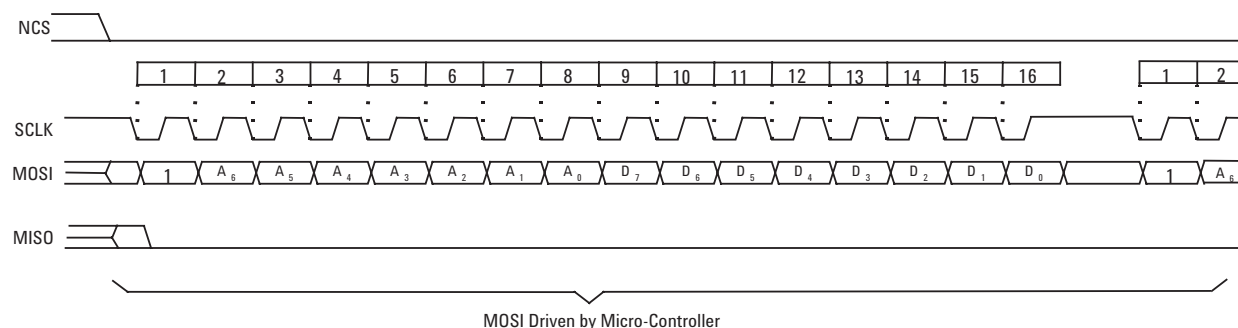 NCS
1 2 3 4 5 6 7 8 9 10 11 12 13 14 15 16 1 2
SCLK
MOSI 1 A₆ A₅ A₄ A₃ A₂ A₁ A₀ D₇ D₆ D₅ D₄ D₃ D₂ D₁ D₀ 1 A₆
MISO
MOSI Driven by Micro-Controller